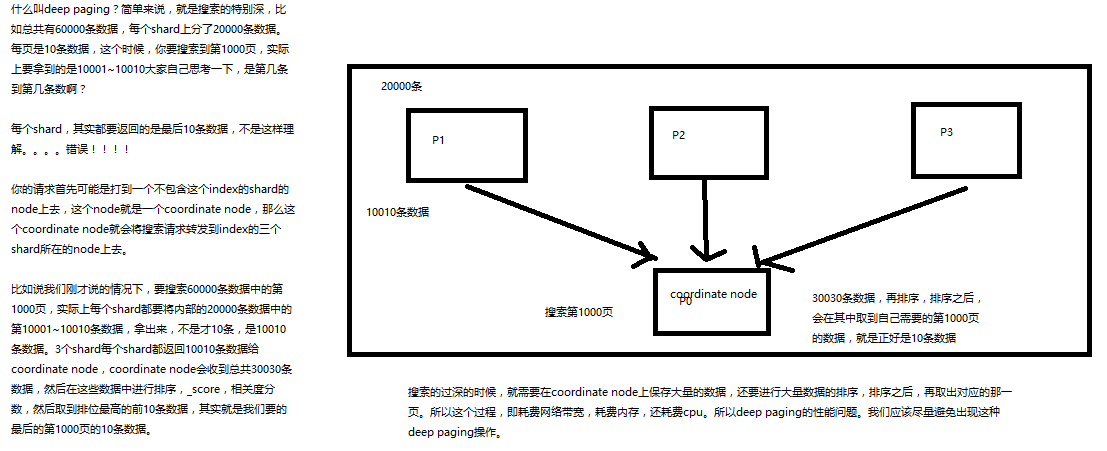 什么叫deep paging？简单来说，就是搜索的特别深，比
如总共有60000条数据，每个shard上分了20000条数据。
每页是10条数据，这个时候，你要搜索到第1000页，实际
上要拿到的是10001~10010大家自己思考一下，是第几条
到第几条数啊？
每个shard，其实都要返回的是最后10条数据，不是这样理
解。。。。错误！！！！
你的请求首先可能是打到一个不包含这个index的shard的
node上去，这个node就是一个coordinate node，那么这
个coordinate node就会将搜索请求转发到index的三个
shard所在的node上去。
比如说我们刚才说的情况下，要搜索60000条数据中的第
1000页，实际上每个shard都要将内部的20000条数据中的
第10001~10010条数据，拿出来，不是才10条，是10010
条数据。3个shard每个shard都返回10010条数据给
coordinate node，coordinate node会收到总共30030条
数据，然后在这些数据中进行排序，_score，相关度分
数，然后取到排位最高的前10条数据，其实就是我们要的
最后的第1000页的10条数据。
20000条
P1
P2
P3
10010条数据
coordinate node
P0
搜索第1000页
30030条数据，再排序，排序之后，
会在其中取到自己需要的第1000页
的数据，就是正好是10条数据
搜索的过深的时候，就需要在coordinate node上保存大量的数据，还要进行大量数据的排序，排序之后，再取出对应的那一
页。所以这个过程，即耗费网络带宽，耗费内存，还耗费cpu。所以deep paging的性能问题。我们应该尽量避免出现这种
deep paging操作。